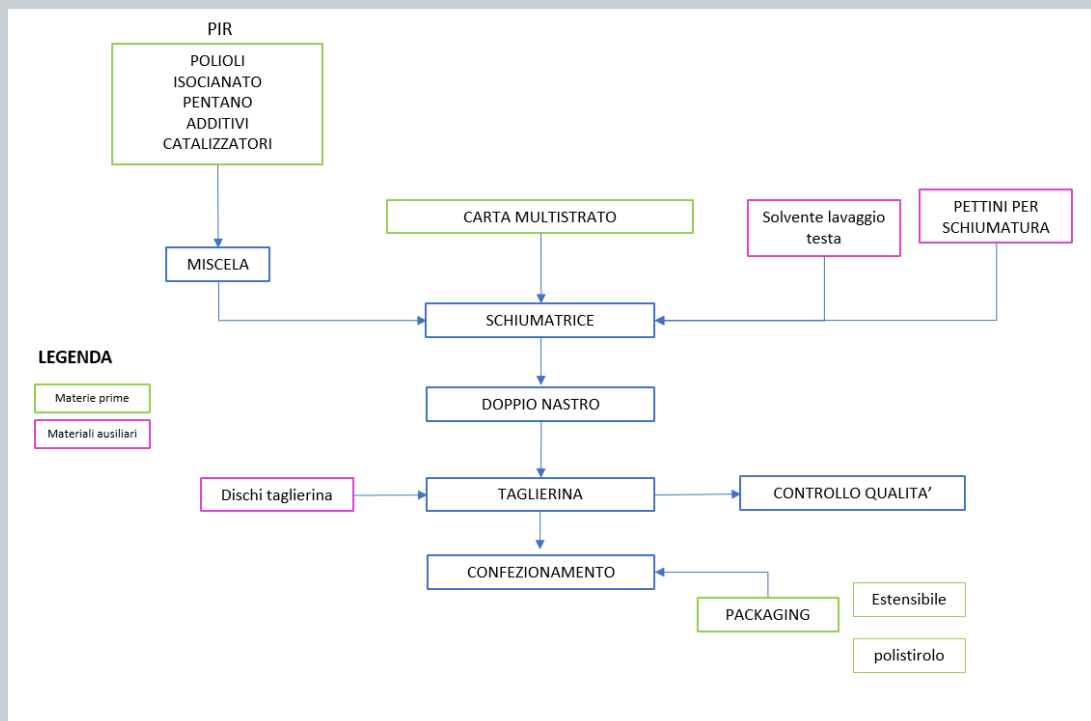 PIR
POLIOLI
ISOCIANATO
PENTANO
ADDITIVI
CATALIZZATORI
CARTA MULTISTRATO
Solvente lavaggio
testa
PETTINI PER
SCHIUMATURA
MISCELA
SCHIUMATRICE
LEGENDA
Materie prime
Materiali ausiliari
DOPPIO NASTRO
Dischi taglierina
TAGLIERINA
CONTROLLO QUALITA’
CONFEZIONAMENTO
PACKAGING
Estensibile
polistirolo